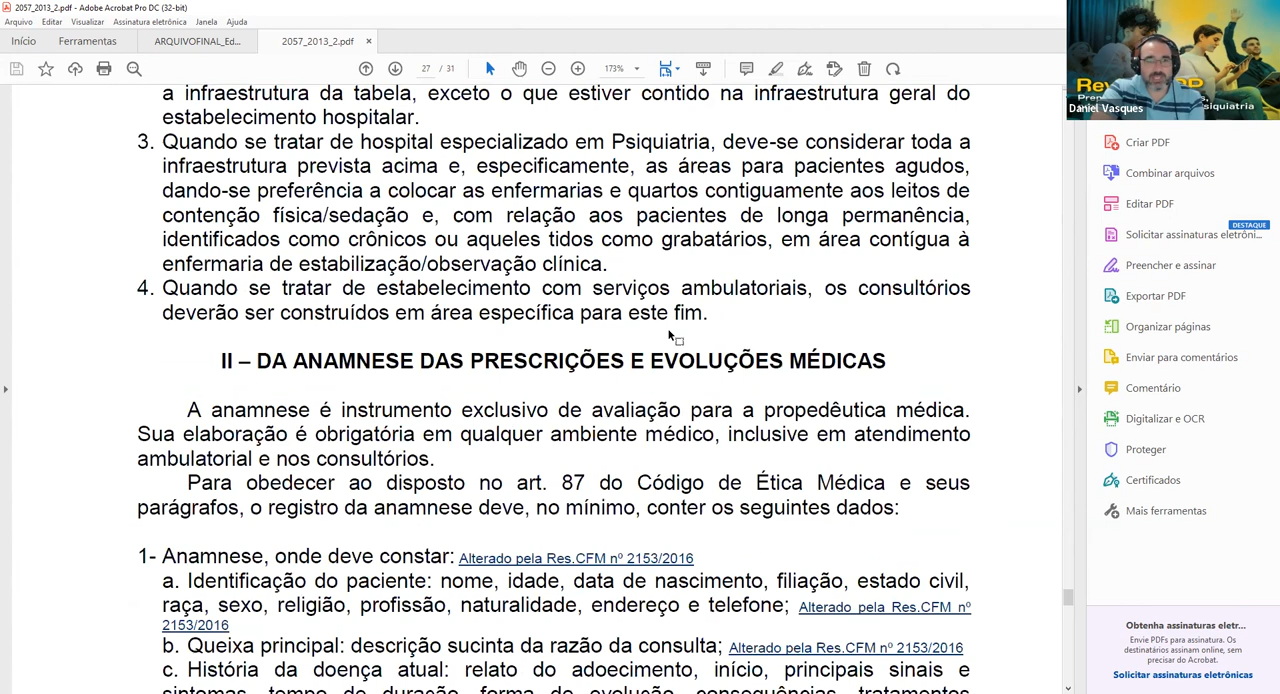 2057_2013_2.pdf - Adobe Acrobat Pro DC (32-bit)
Arquivo Editar Visualizar Assinatura eletrônica Janela Ajuda
Início Ferramentas ARQUIVOFINAL_Ed... 2057_2013_2.pdf ×
27 / 31 173%
a infraestrutura da tabela, exceto o que estiver contido na infraestrutura geral do
estabelecimento hospitalar.
3. Quando se tratar de hospital especializado em Psiquiatria, deve-se considerar toda a
infraestrutura prevista acima e, especificamente, as áreas para pacientes agudos,
dando-se preferência a colocar as enfermarias e quartos contiguamente aos leitos de
contenção física/sedação e, com relação aos pacientes de longa permanência,
identificados como crônicos ou aqueles tidos como grabatários, em área contígua à
enfermaria de estabilização/observação clínica.
4. Quando se tratar de estabelecimento com serviços ambulatoriais, os consultórios
deverão ser construídos em área específica para este fim.
II – DA ANAMNESE DAS PRESCRIÇÕES E EVOLUÇÕES MÉDICAS
A anamnese é instrumento exclusivo de avaliação para a propedêutica médica.
Sua elaboração é obrigatória em qualquer ambiente médico, inclusive em atendimento
ambulatorial e nos consultórios.
Para obedecer ao disposto no art. 87 do Código de Ética Médica e seus
parágrafos, o registro da anamnese deve, no mínimo, conter os seguintes dados:
1- Anamnese, onde deve constar: Alterado pela Res.CFM nº 2153/2016
a. Identificação do paciente: nome, idade, data de nascimento, filiação, estado civil,
raça, sexo, religião, profissão, naturalidade, endereço e telefone; Alterado pela Res.CFM nº
2153/2016
b. Queixa principal: descrição sucinta da razão da consulta; Alterado pela Res.CFM nº 2153/2016
c. História da doença atual: relato do adoecimento, início, principais sinais e
sintomas, tempo de duração, forma de evolução, consequências, tratamentos
Daniel Vasques
siquiatria
Criar PDF
Combinar arquivos
Editar PDF
DESTAQUE
Solicitar assinaturas eletrôni...
Preencher e assinar
Exportar PDF
Organizar páginas
Enviar para comentários
Comentário
Digitalizar e OCR
Proteger
Certificados
Mais ferramentas
Obtenha assinaturas eletr...
Envie PDFs para assinatura. Os
destinatários assinam online, sem
precisar do Acrobat.
Solicitar assinaturas eletrônicas